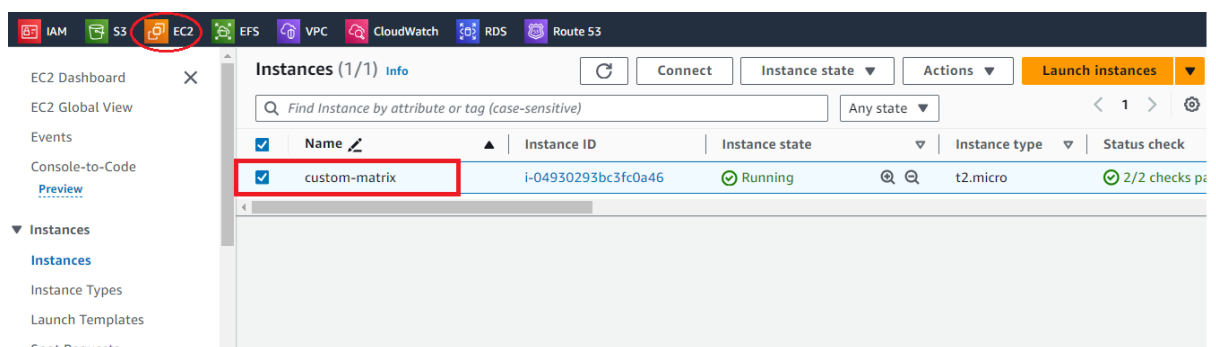 IAM S3 EC2 EFS VPC CloudWatch RDS Route 53
EC2 Dashboard
EC2 Global View
Events
Console-to-Code
Preview
Instances
Instances
Instance Types
Launch Templates
Instances (1/1) Info
Connect Instance state Actions Launch instances
Find Instance by attribute or tag (case-sensitive) Any state 1
Name Instance ID Instance state Instance type Status check
custom-matrix i-04930293bc3fc0a46 Running t2.micro 2/2 checks pa